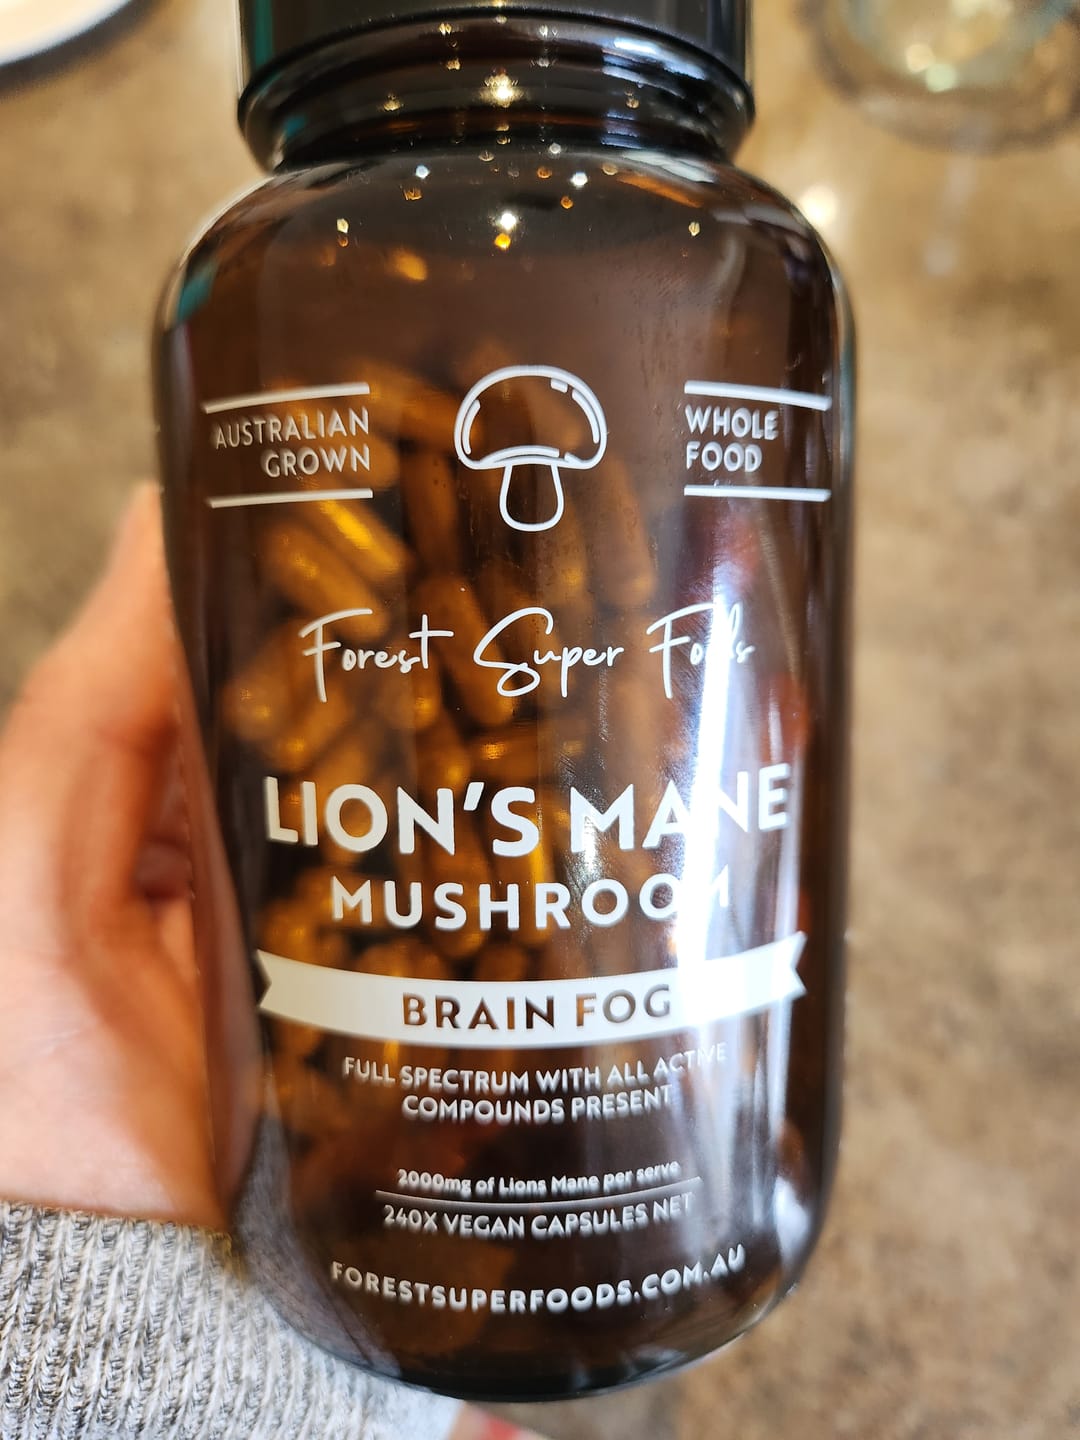 AUSTRALIAN
GROWN
WHOLE
FOOD
Forest Super Foods
LION'S MANE
MUSHROOM
BRAIN FOG
FULL SPECTRUM WITH ALL ACTIVE
COMPOUNDS PRESENT
2000mg of Lions Mane per serve
240X VEGAN CAPSULES NET
FORESTSUPERFOODS.COM.AU